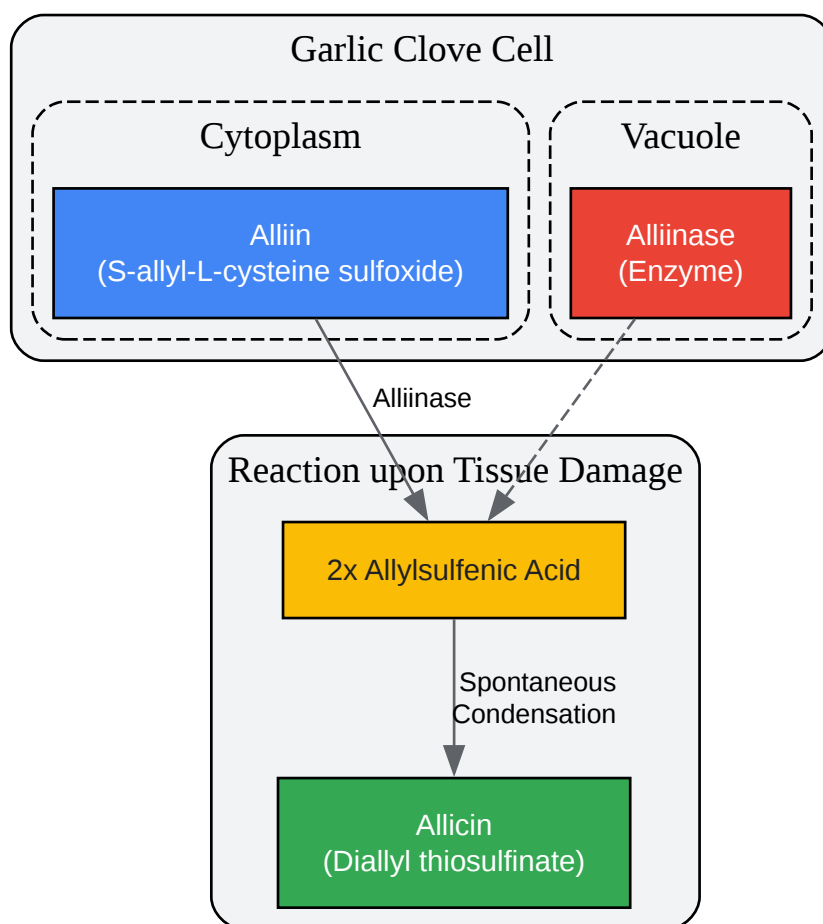 Garlic Clove Cell
Cytoplasm
Vacuole
Alliin
(S-allyl-L-cysteine sulfoxide)
Alliinase
(Enzyme)
Alliinase
Reaction upon Tissue Damage
2x Allylsulfenic Acid
Spontaneous
Condensation
Allicin
(Diallyl thiosulfinate)